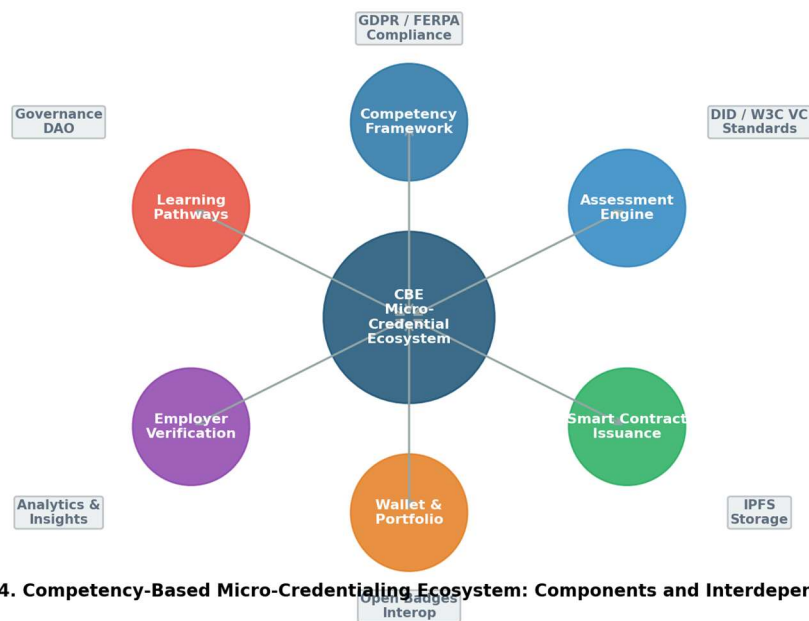 GDPR / FERPA
Compliance
Governance
DAO
Competency
Framework
DID / W3C VC
Standards
Learning
Pathways
Assessment
Engine
CBE
Micro-
Credential
Ecosystem
Employer
Verification
Smart Contract
Issuance
Analytics &
Insights
Wallet &
Portfolio
IPFS
Storage
4. Competency-Based Micro-Credentialing Ecosystem: Components and Interdepen
Open Badges
Interop